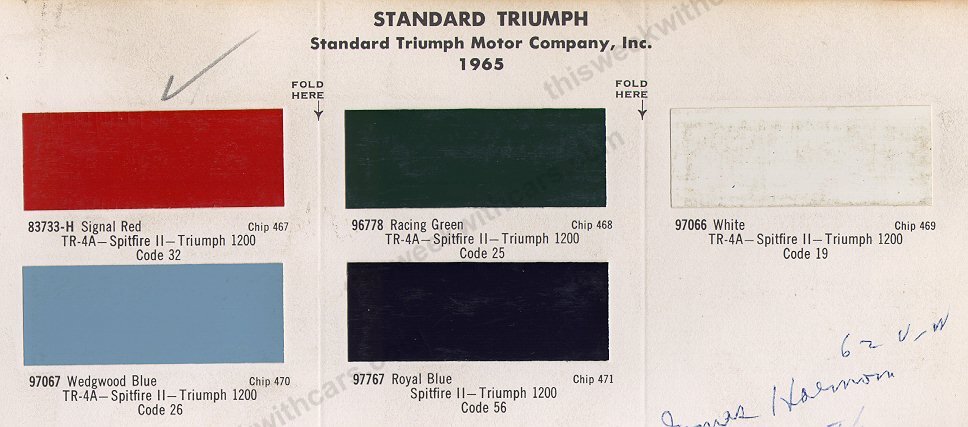 STANDARD TRIUMPH
Standard Triumph Motor Company, Inc.
1965
FOLD
HERE
FOLD
HERE
83733-H Signal Red Chip 467
TR-4A—Spitfire II—Triumph 1200
Code 32
96778 Racing Green Chip 468
TR-4A—Spitfire II—Triumph 1200
Code 25
97066 White Chip 469
TR-4A—Spitfire II—Triumph 1200
Code 19
97067 Wedgwood Blue Chip 470
TR-4A—Spitfire II—Triumph 1200
Code 26
97767 Royal Blue Chip 471
Spitfire II—Triumph 1200
Code 56
62 V-W
thisweekwithcars.com